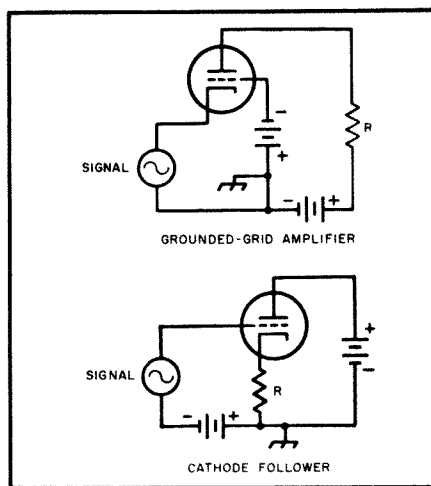 SIGNAL
R
- 
+
- +
GROUNDED-GRID AMPLIFIER
SIGNAL
R
+
-
- +
CATHODE FOLLOWER